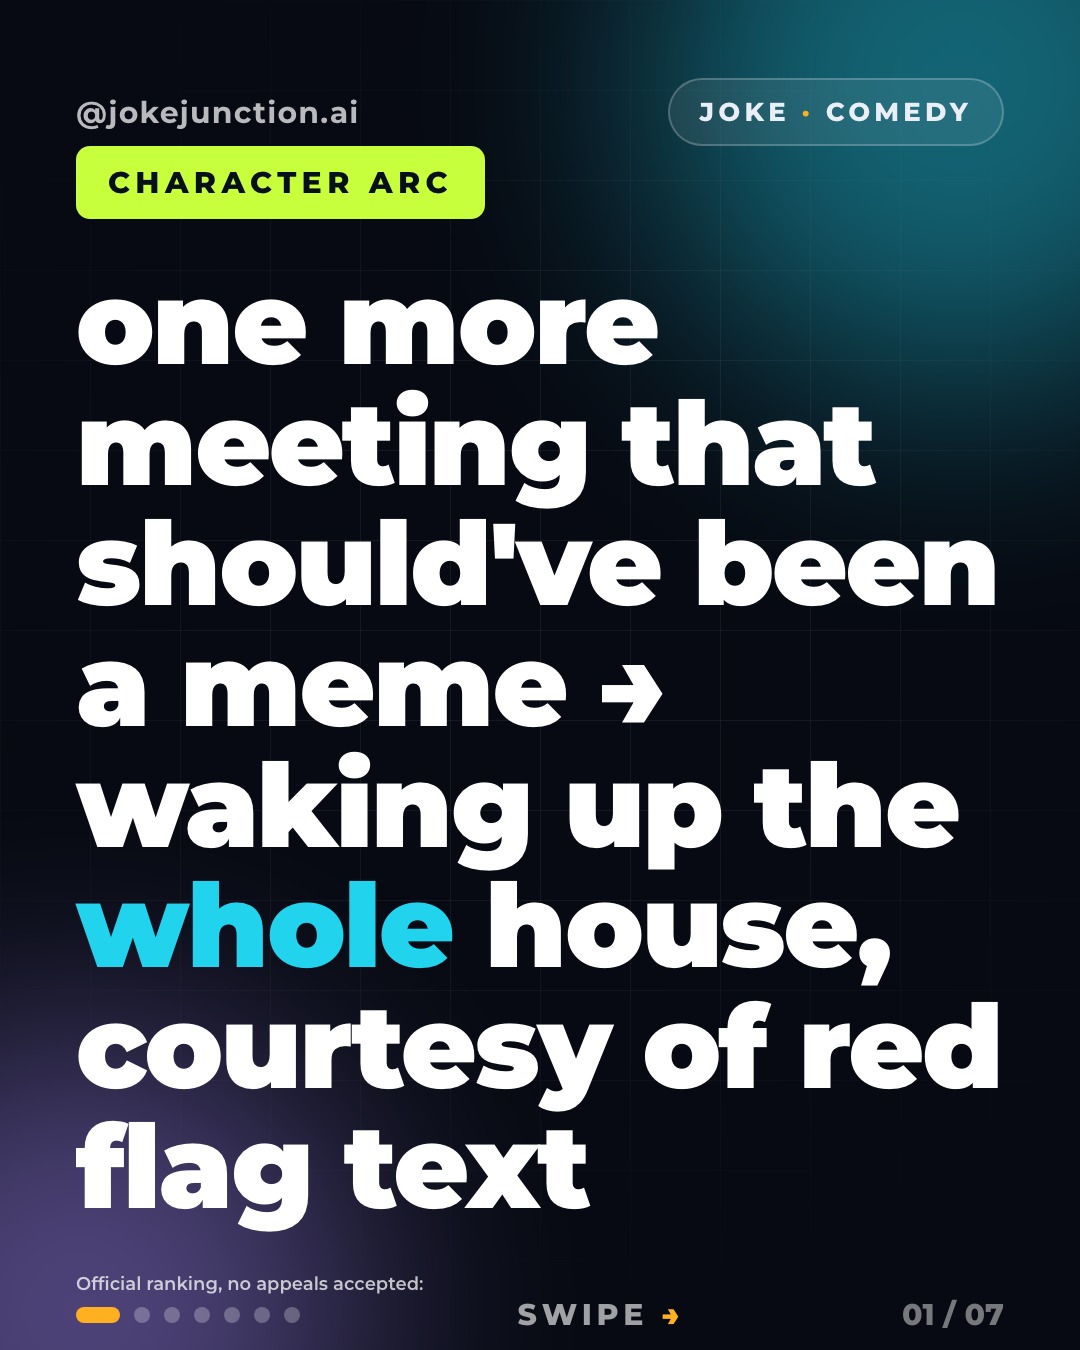 @jokejunction.ai
JOKE · COMEDY
CHARACTER ARC
one more
meeting that
should've been
a meme →
waking up the
whole house,
courtesy of red
flag text
Official ranking, no appeals accepted:
SWIPE →
01 / 07